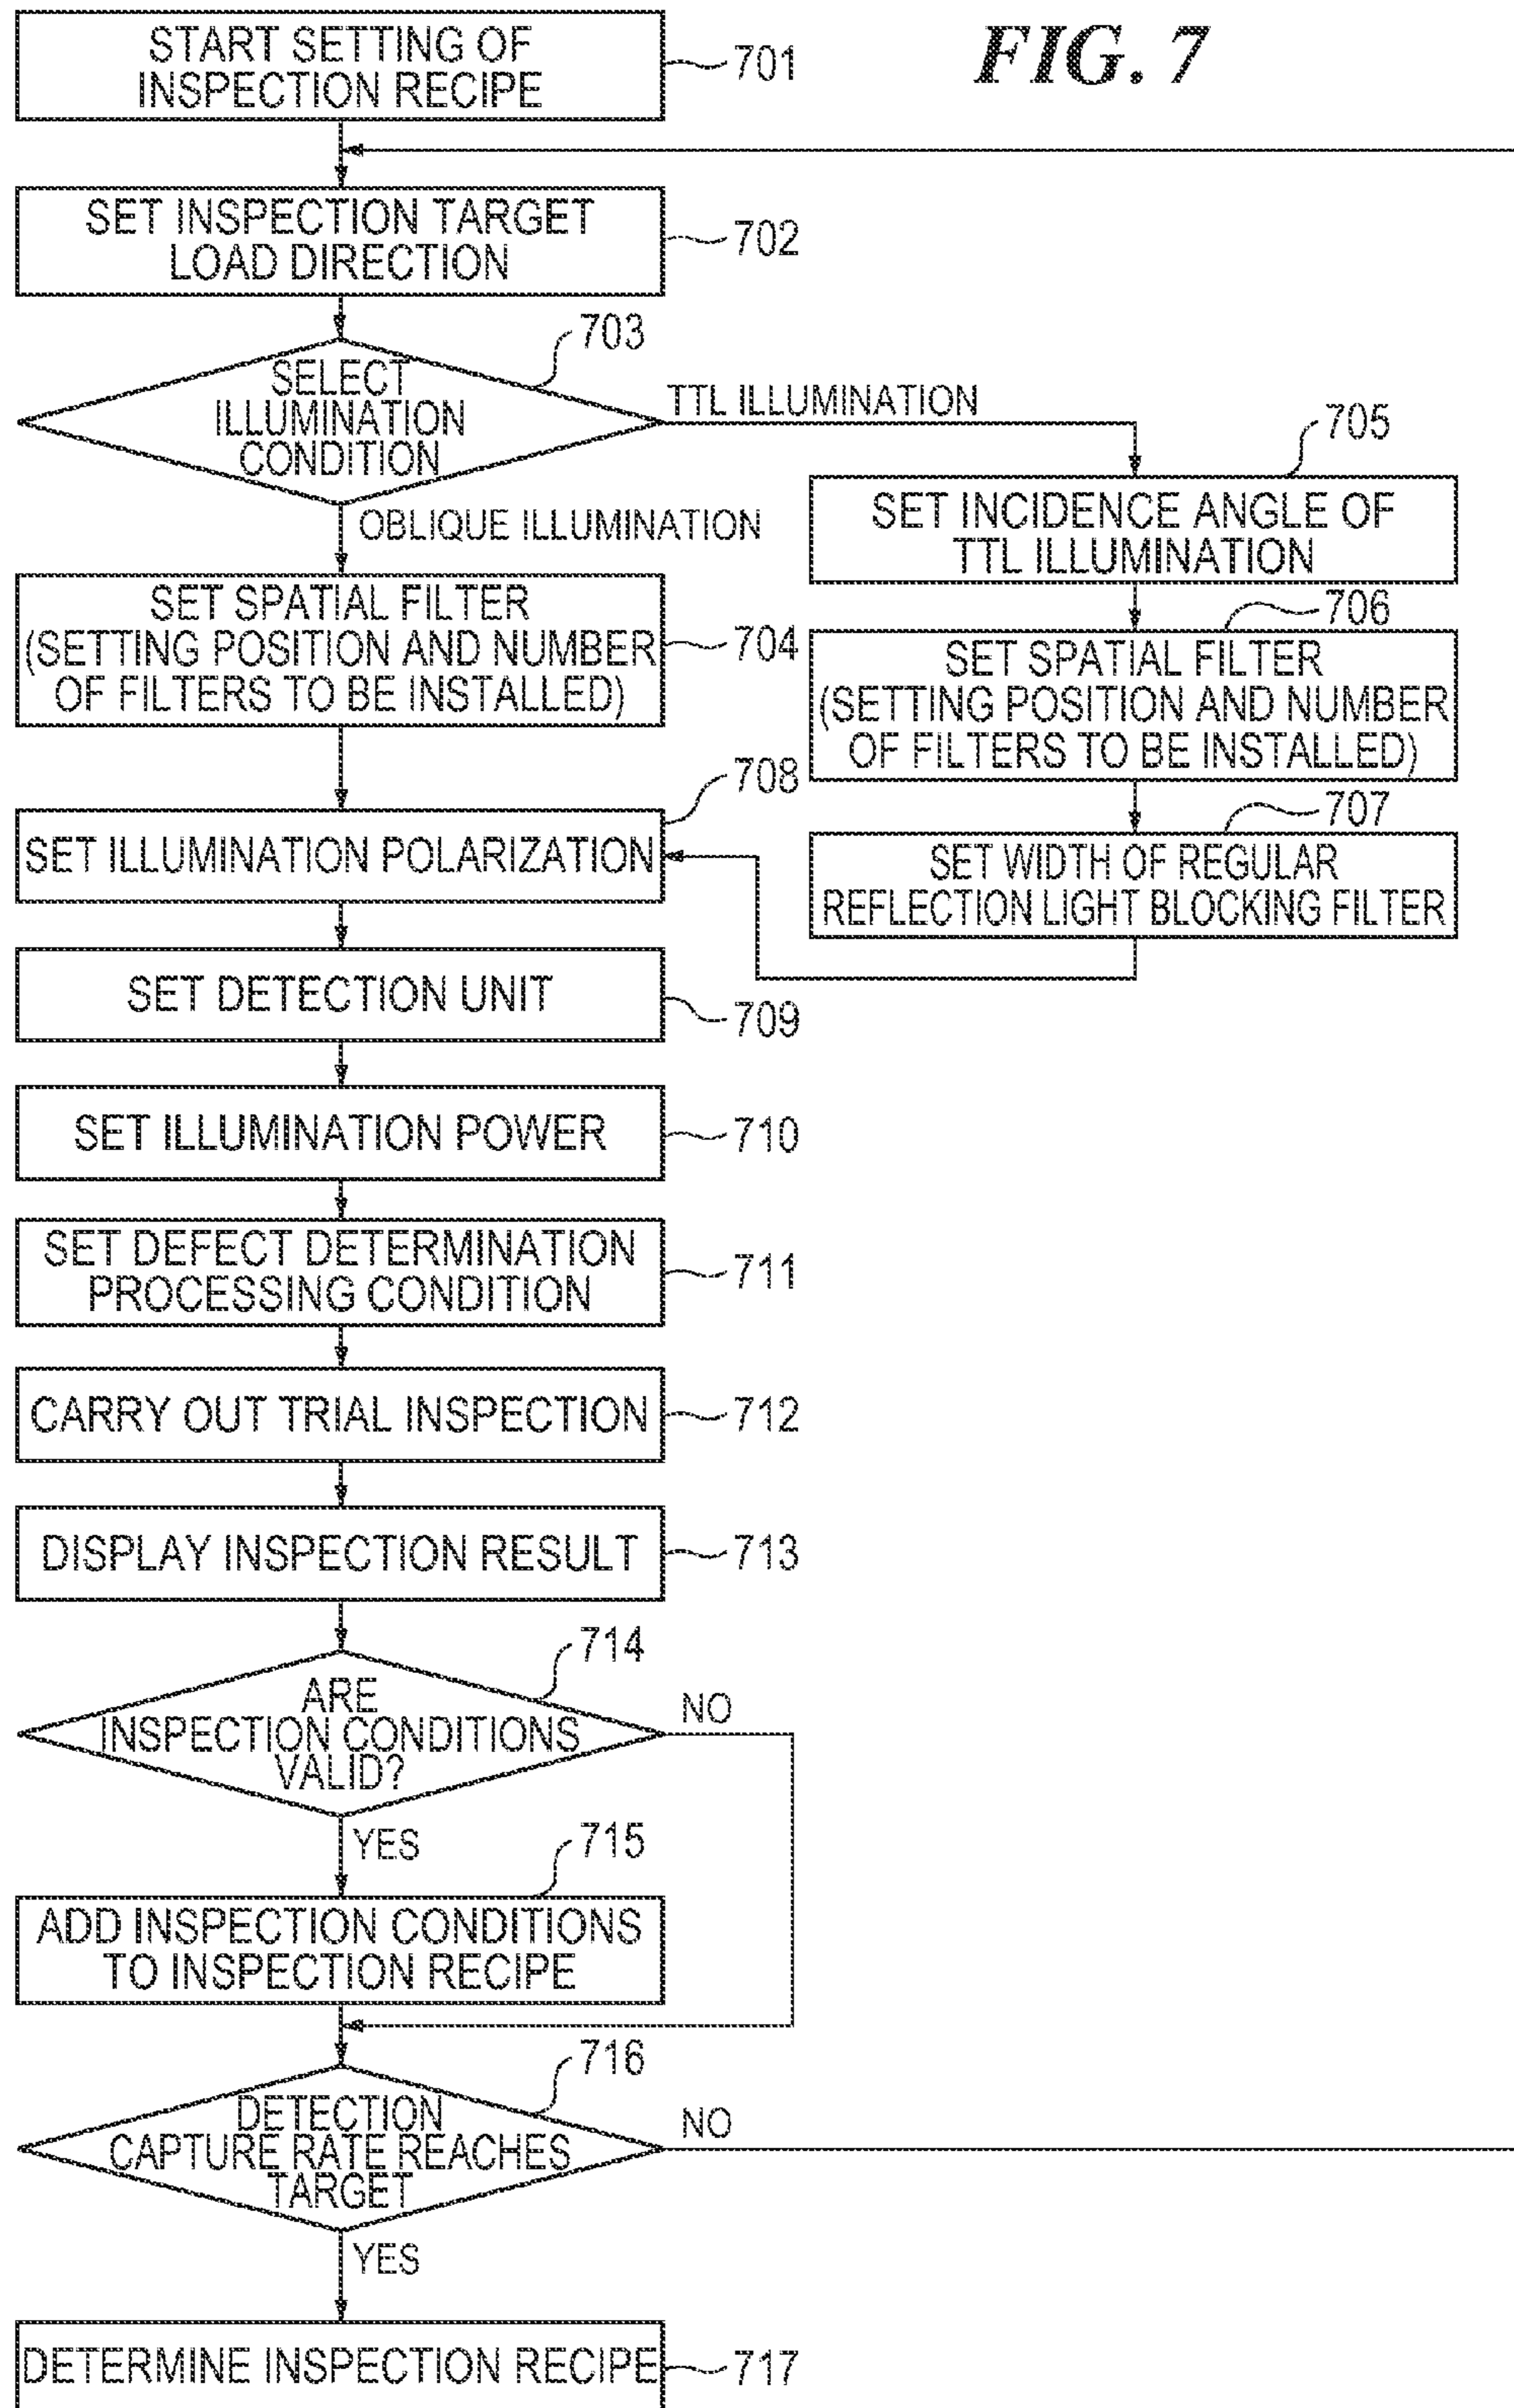 FIG. 7
START SETTING OF
INSPECTION RECIPE
701
SET INSPECTION TARGET
LOAD DIRECTION
702
703
SELECT
ILLUMINATION
CONDITION
TTL ILLUMINATION
OBLIQUE ILLUMINATION
705
SET INCIDENCE ANGLE OF
TTL ILLUMINATION
SET SPATIAL FILTER
(SETTING POSITION AND NUMBER
OF FILTERS TO BE INSTALLED)
704
706
SET SPATIAL FILTER
(SETTING POSITION AND NUMBER
OF FILTERS TO BE INSTALLED)
707
SET WIDTH OF REGULAR
REFLECTION LIGHT BLOCKING FILTER
708
SET ILLUMINATION POLARIZATION
SET DETECTION UNIT
709
SET ILLUMINATION POWER
710
SET DEFECT DETERMINATION
PROCESSING CONDITION
711
CARRY OUT TRIAL INSPECTION
712
DISPLAY INSPECTION RESULT
713
714
ARE
INSPECTION CONDITIONS
VALID?
NO
YES
715
ADD INSPECTION CONDITIONS
TO INSPECTION RECIPE
716
DETECTION
CAPTURE RATE REACHES
TARGET
NO
YES
DETERMINE INSPECTION RECIPE
717